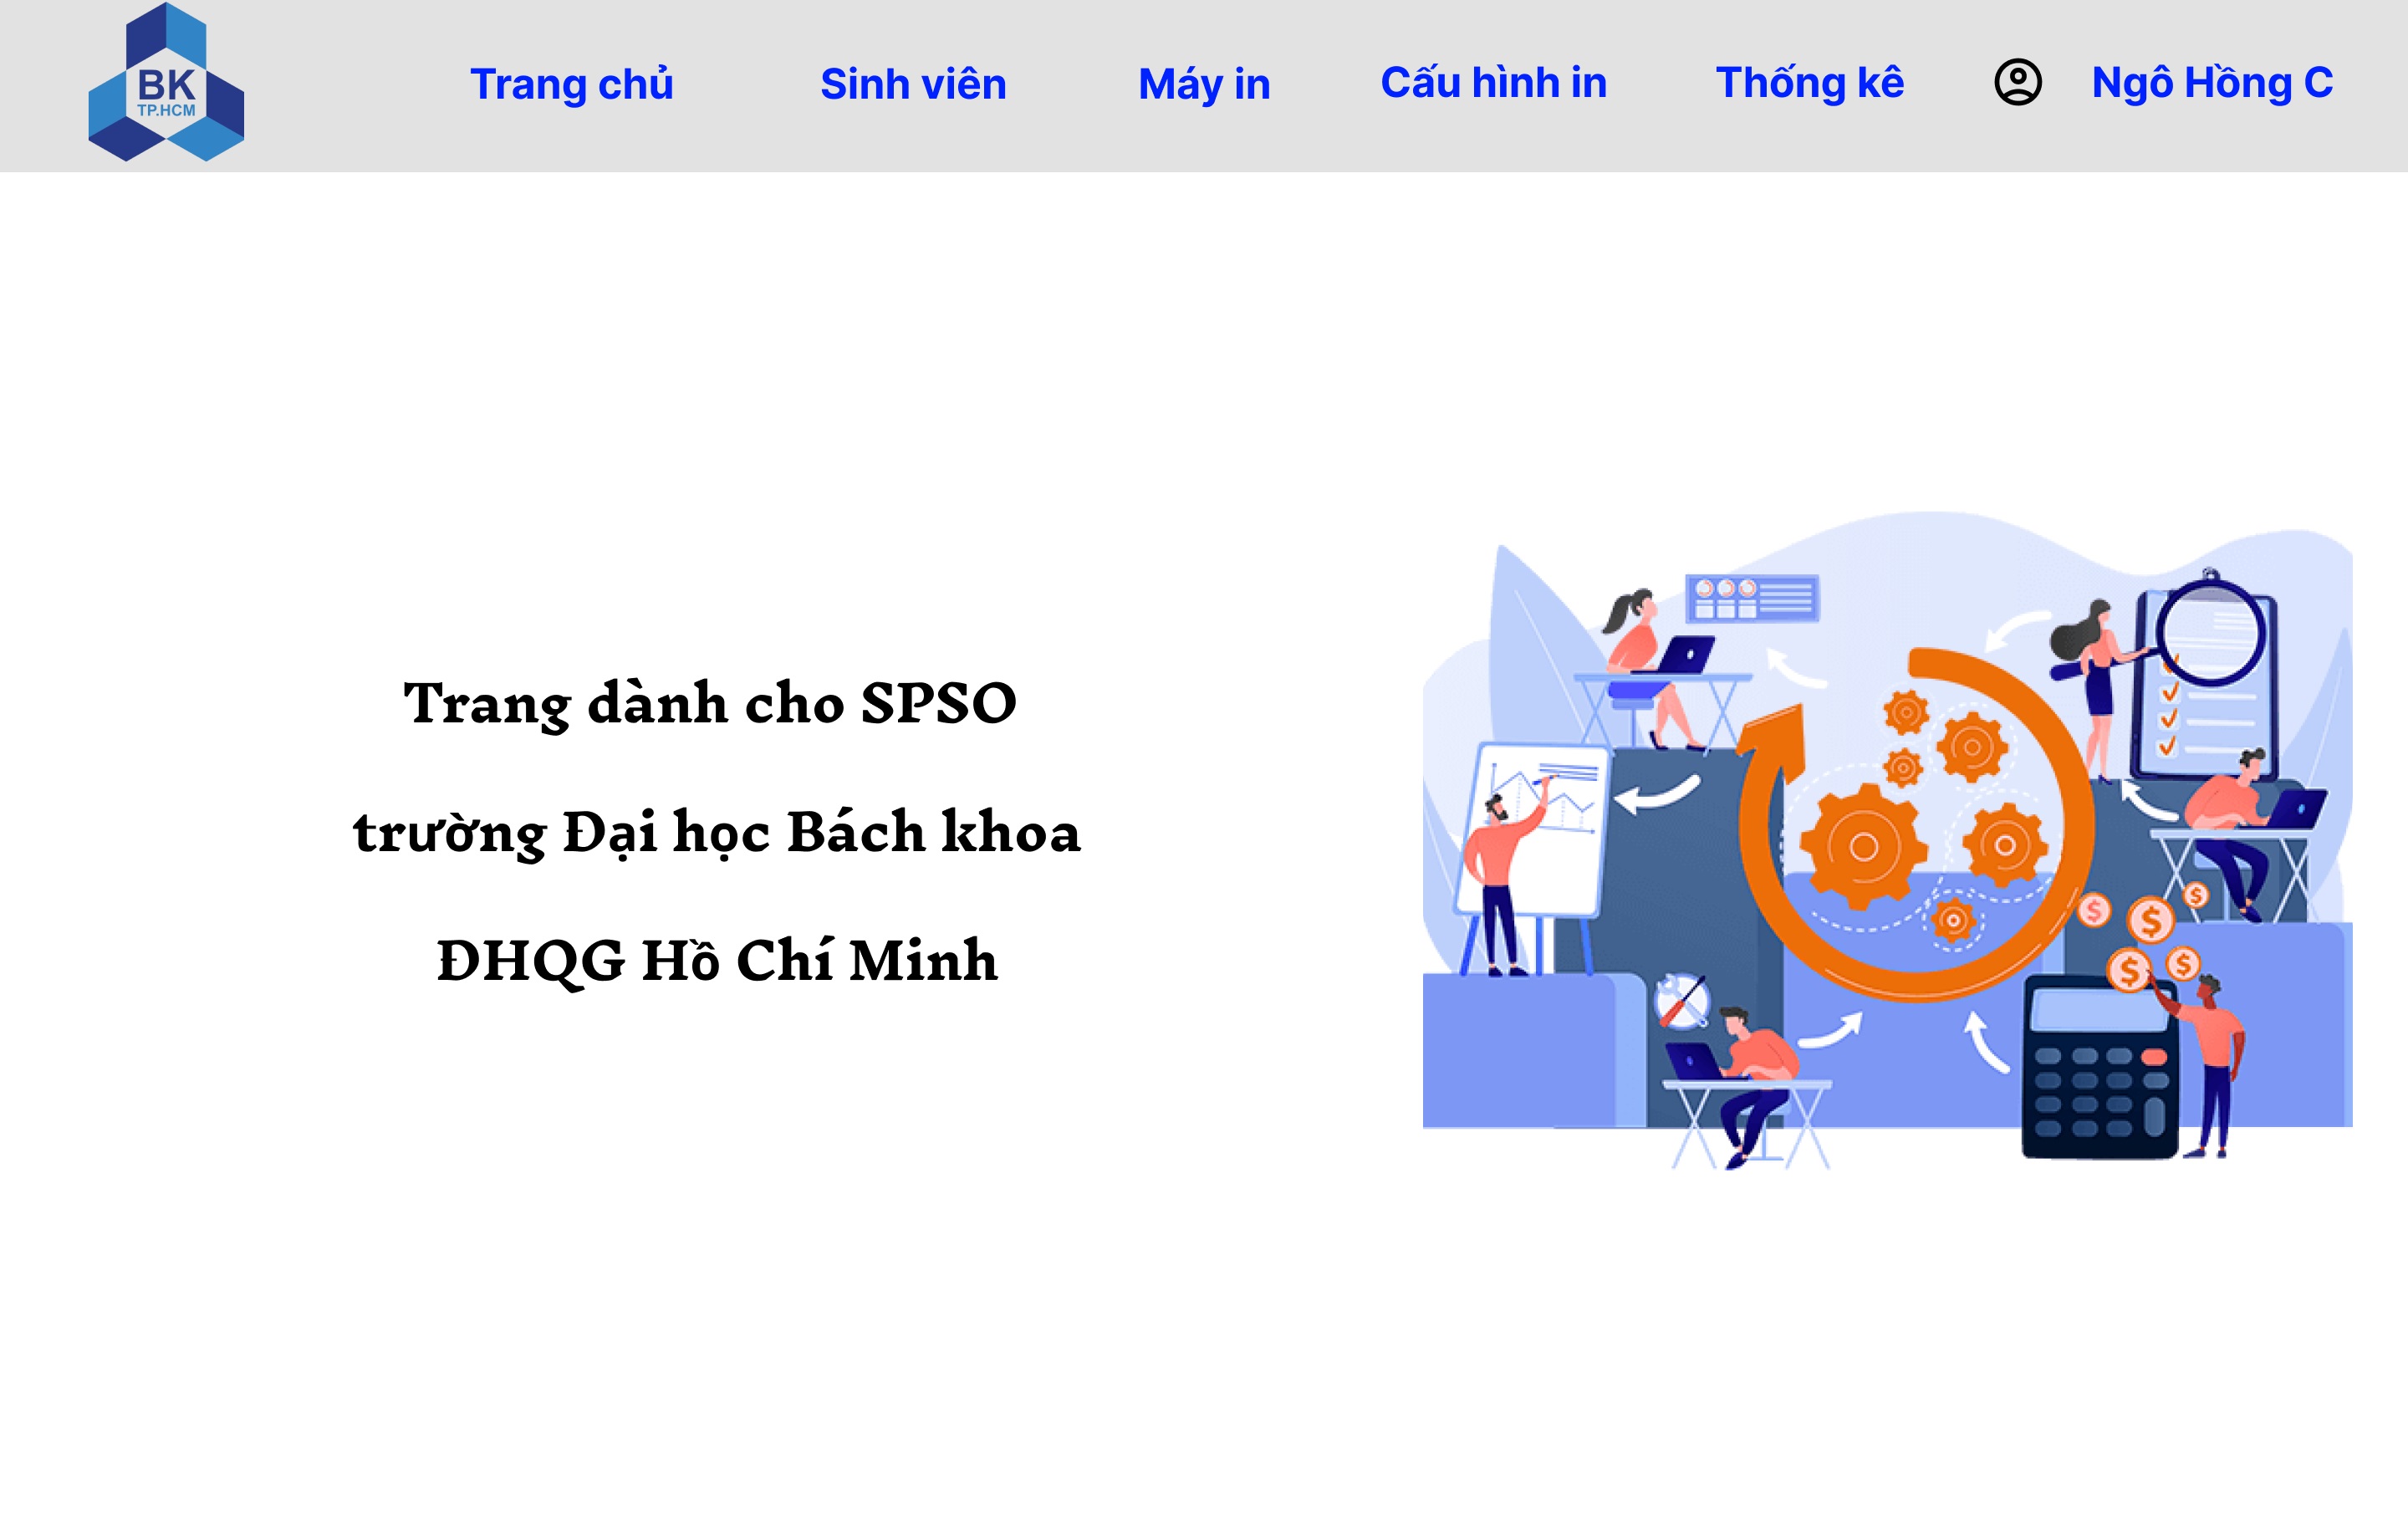 BK
TP.HCM
Trang chủ
Sinh viên
Máy in
Cấu hình in
Thống kê
Ngô Hồng C
Trang dành cho SPSO
trường Đại học Bách khoa
ĐHQG Hồ Chí Minh